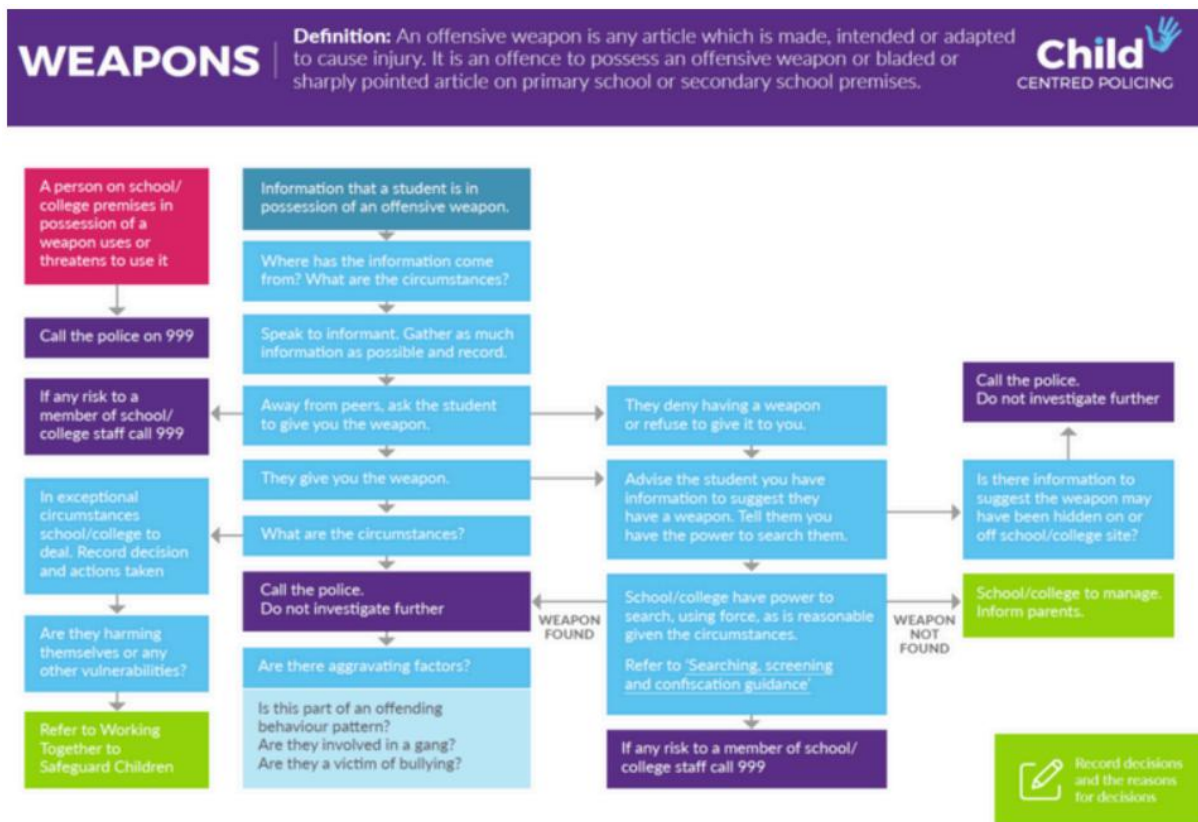 WEAPONS
Definition: An offensive weapon is any article which is made, intended or adapted
to cause injury. It is an offence to possess an offensive weapon or bladed or
sharply pointed article on primary school or secondary school premises.
Child
CENTRED POLICING
A person on school/
college premises in
possession of a
weapon uses or
threatens to use it
Call the police on 999
If any risk to a
member of school/
college staff call 999
In exceptional
circumstances
school/college to
deal. Record decision
and actions taken
Are they harming
themselves or any
other vulnerabilities?
Refer to Working
Together to
Safeguard Children
Information that a student is in
possession of an offensive weapon.
Where has the information come
from? What are the circumstances?
Speak to informant. Gather as much
information as possible and record.
Away from peers, ask the student
to give you the weapon.
They give you the weapon.
What are the circumstances?
Call the police.
Do not investigate further
Are there aggravating factors?
Is this part of an offending
behaviour pattern?
Are they involved in a gang?
Are they a victim of bullying?
WEAPON
FOUND
They deny having a weapon
or refuse to give it to you.
Advise the student you have
information to suggest they
have a weapon. Tell them you
have the power to search them.
School/college have power to
search, using force, as is reasonable
given the circumstances.
Refer to 'Searching, screening
and confiscation guidance'
If any risk to a member of school/
college staff call 999
WEAPON
NOT
FOUND
Call the police.
Do not investigate further
Is there information to
suggest the weapon may
have been hidden on or
off school/college site?
School/college to manage.
Inform parents.
Record decisions
and the reasons
for decisions